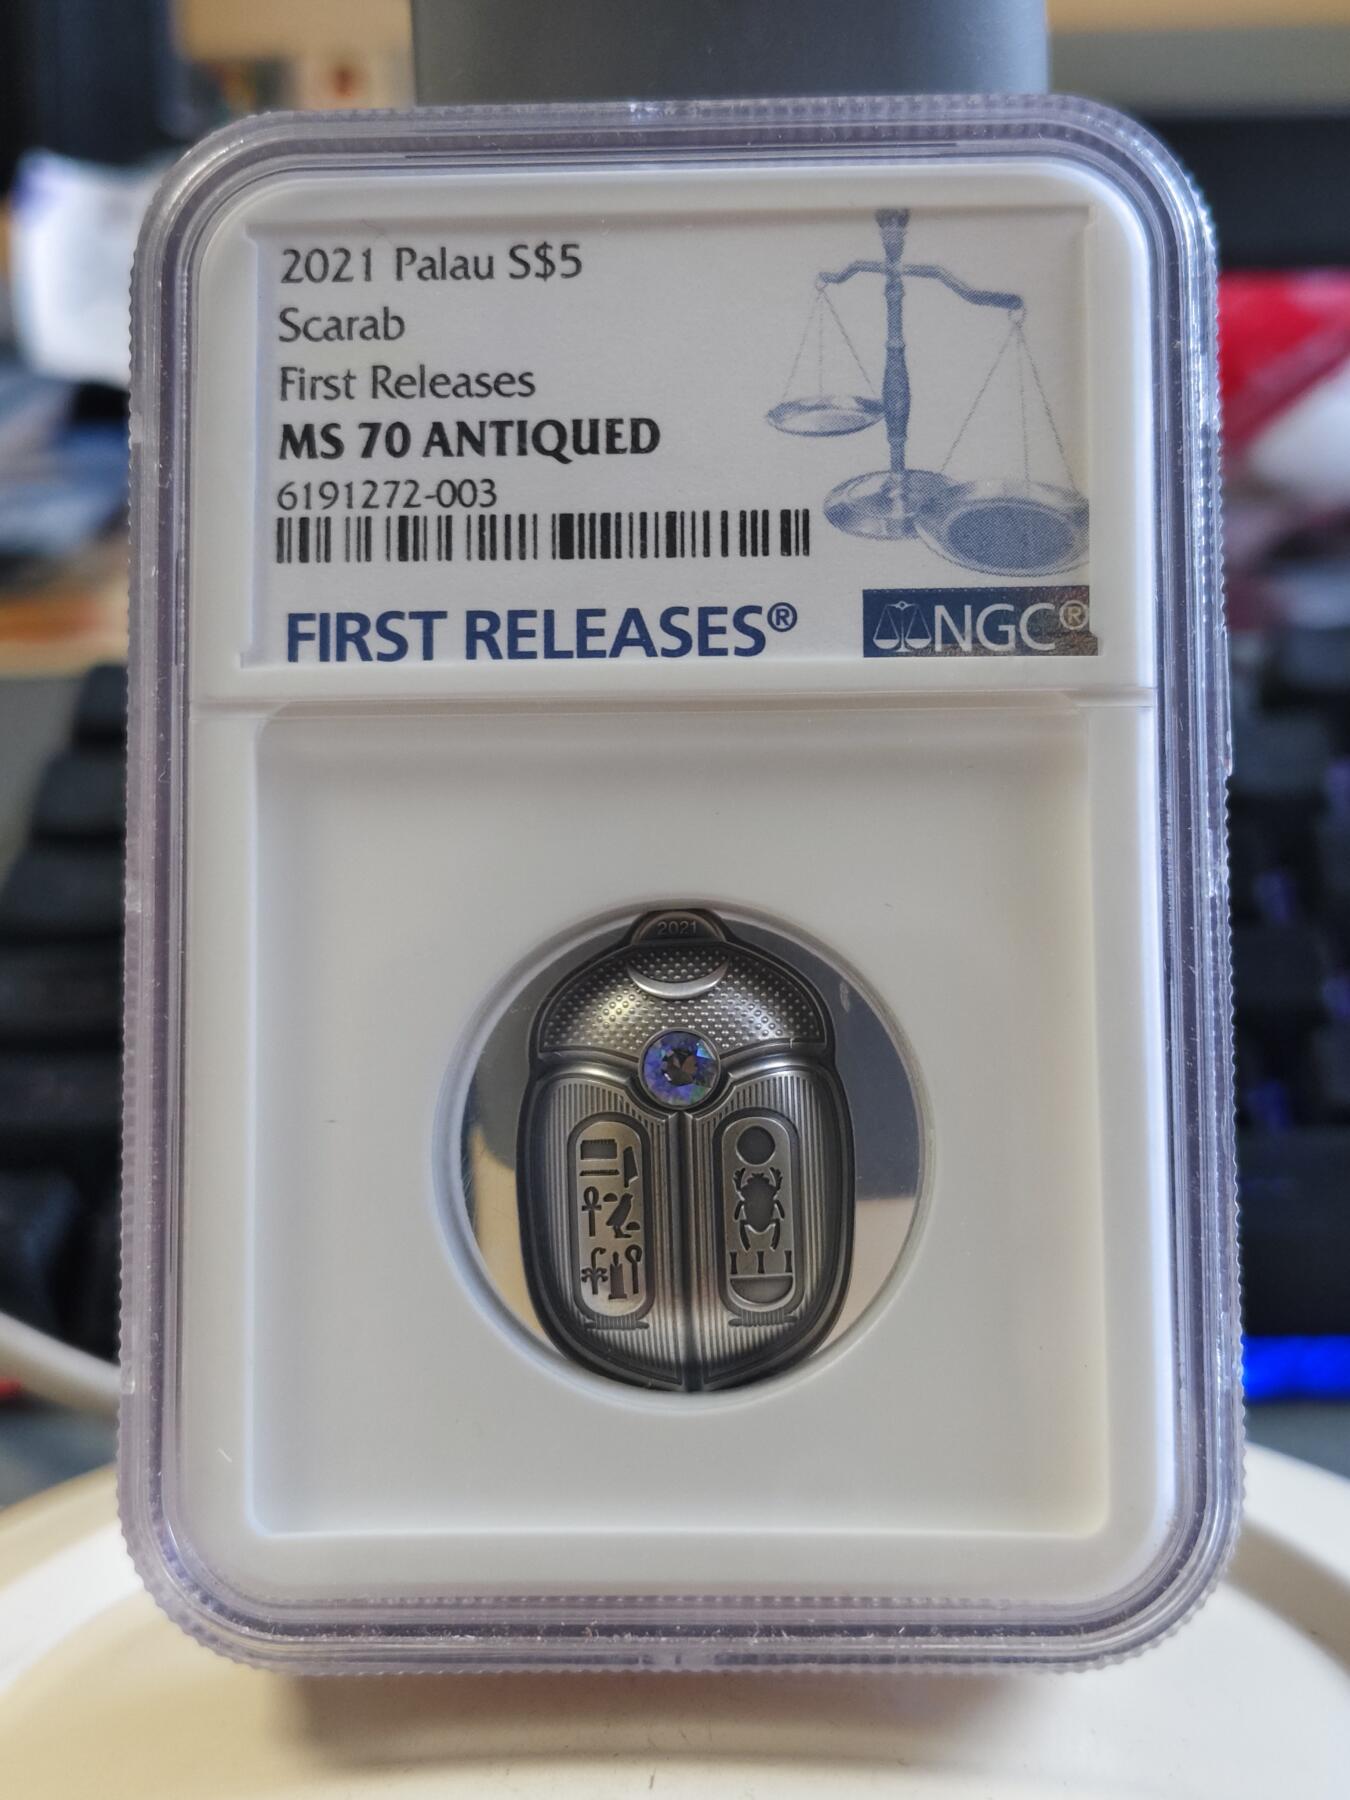 2021 Palau S$5
Scarab
First Releases
MS 70 ANTIQUED
6191272-003
FIRST RELEASES®
NGC®
2021